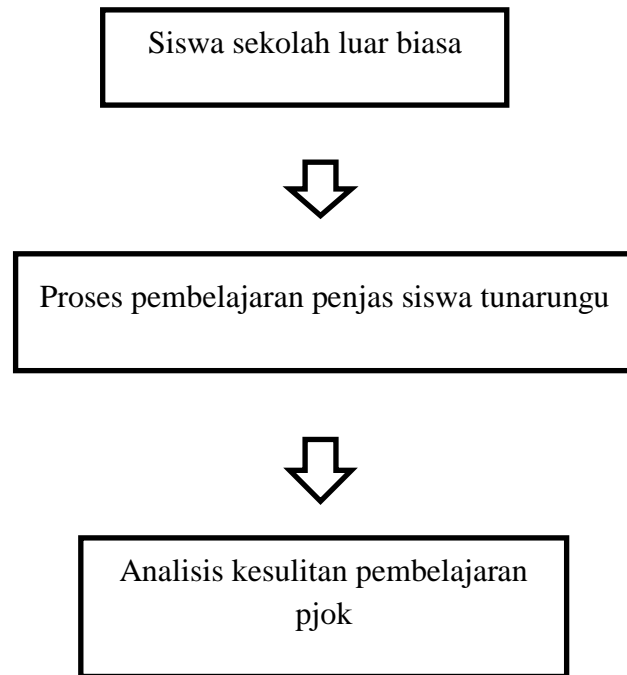 Siswa sekolah luar biasa
Proses pembelajaran penjas siswa tunarungu
Analisis kesulitan pembelajaran
pjok